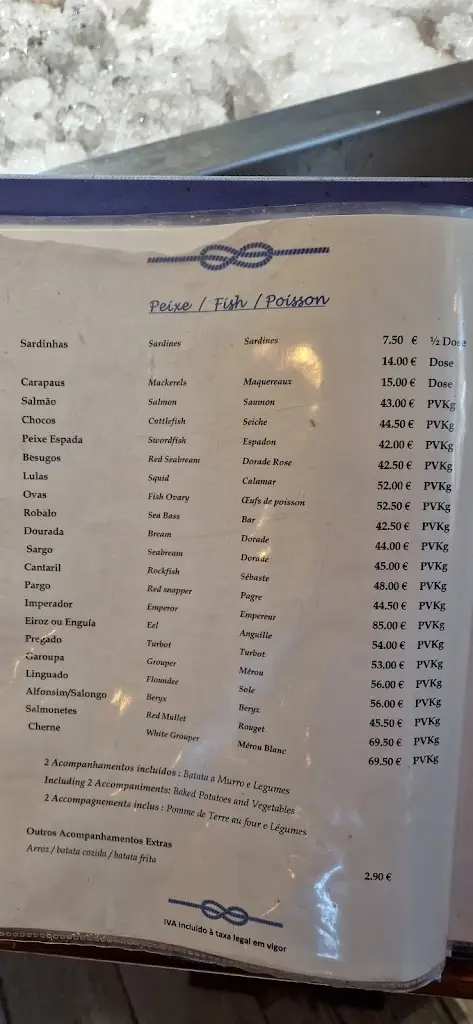 Peixe / Fish / Poisson
Sardinhas Sardines Sardines 7.50 € ½ Dose
14.00 € Dose
Carapaus Mackerels Maquereaux 15.00 € Dose
Salmão Salmon Saumon 43.00 € PVKg
Chocos Cuttlefish Seiche 44.50 € PVKg
Peixe Espada Swordfish Espadon 42.00 € PVKg
Besugos Red Seabream Dorade Rose 42.50 € PVKg
Lulas Squid Calamar 52.00 € PVKg
Ovas Fish Ovary Œufs de poisson 52.50 € PVKg
Robalo Sea Bass Bar 42.50 € PVKg
Dourada Bream Dorade 44.00 € PVKg
Sargo Seabream Dorade 45.00 € PVKg
Cantaril Rockfish Sébaste 48.00 € PVKg
Pargo Red snapper Pagre 44.50 € PVKg
Imperador Emperor Empereur 85.00 € PVKg
Eiroz ou Enguía Eel Anguille 54.00 € PVKg
Pregado Turbot Turbot 53.00 € PVKg
Garoupa Grouper Mérou 56.00 € PVKg
Linguado Floundee Sole 56.00 € PVKg
Alfonsim/Salongo Beryx Beryx 45.50 € PVKg
Salmonetes Red Mullet Rouget 69.50 € PVKg
Cherne White Grouper Mérou Blanc 69.50 € PVKg
2 Acompanhamentos incluídos : Batata a Murro e Legumes
Including 2 Accompaniments: Baked Potatoes and Vegetables
2 Accompagnements inclus : Pomme de Terre au four e Légumes
Outros Acompanhamentos Extras
Arroz / batata cozida / batata frita 2.90 €
IVA Incluído à taxa legal em vigor